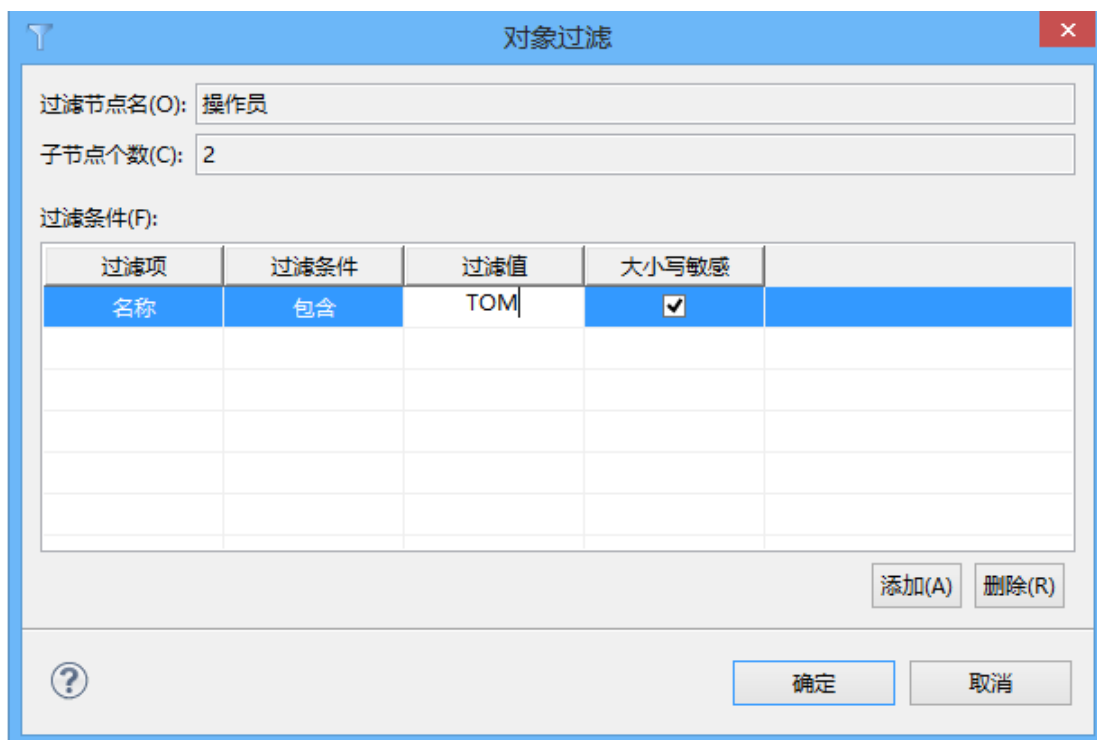 对象过滤
过滤节点名(O): 操作员
子节点个数(C): 2
过滤条件(F):
过滤项 过滤条件 过滤值 大小写敏感
名称 包含 TOM
添加(A) 删除(R)
确定 取消